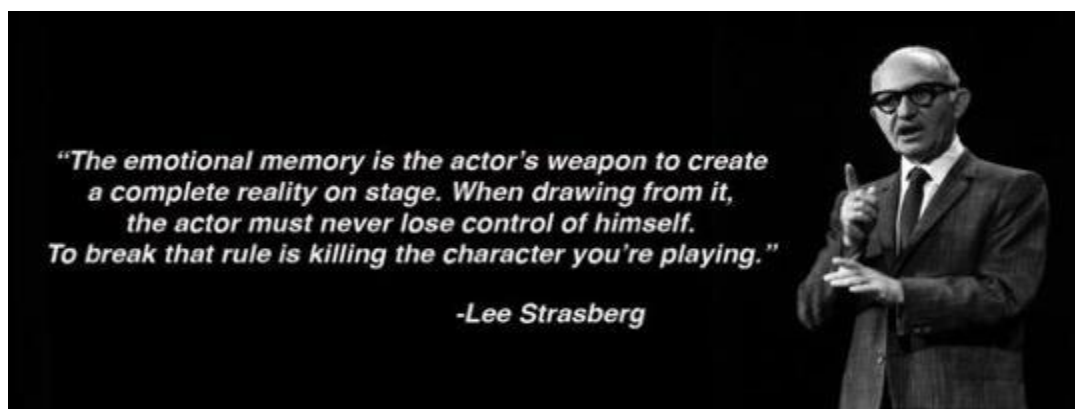 “The emotional memory is the actor’s weapon to create
a complete reality on stage. When drawing from it,
the actor must never lose control of himself.
To break that rule is killing the character you’re playing.”
-Lee Strasberg